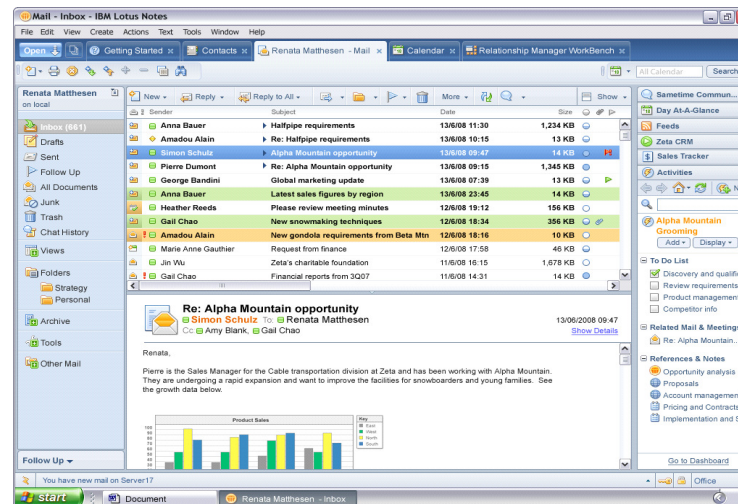 Mail - Inbox - IBM Lotus Notes
File Edit View Create Actions Text Tools Window Help
Open Getting Started Contacts Renata Matthesen - Mail Calendar Relationship Manager WorkBench
All Calendar Search
Renata Matthesen
on local
Inbox (661)
Drafts
Sent
Follow Up
All Documents
Junk
Trash
Chat History
Views
Folders
Strategy
Personal
Archive
Tools
Other Mail
Follow Up
New Reply Reply to All More Show
Sender Subject Date Size
Anna Bauer Halfpipe requirements 13/6/08 11:30 1,234 KB
Amadou Alain Re: Halfpipe requirements 13/6/08 10:15 13 KB
Simon Schulz Alpha Mountain opportunity 13/6/08 09:47 14 KB
Pierre Dumont Re: Alpha Mountain opportunity 13/6/08 09:15 1,345 KB
George Bandini Global marketing update 13/6/08 07:39 13 KB
Anna Bauer Latest sales figures by region 13/6/08 23:45 14 KB
Heather Reeds Please review meeting minutes 12/6/08 19:12 156 KB
Gail Chao New snowmaking techniques 12/6/08 18:34 356 KB
Amadou Alain New gondola requirements from Beta Mtn 12/6/08 18:16 10 KB
Marie Anne Gauthier Request from finance 12/6/08 17:58 46 KB
Jin Wu Zeta's charitable foundation 11/6/08 16:15 1,678 KB
Gail Chao Financial reports from 3Q07 11/6/08 14:31 14 KB
Re: Alpha Mountain opportunity
Simon Schulz To: Renata Matthesen 13/06/2008 09:47
Cc: Amy Blank, Gail Chao Show Details
Renata,
Pierre is the Sales Manager for the Cable transportation division at Zeta and has been working with Alpha Mountain.
They are undergoing a rapid expansion and want to improve the facilities for snowboarders and young families. See
the growth data below.
Product Sales
Key
East
West
North
South
100
90
80
70
60
50
40
30
Sametime Commun...
Day At-A-Glance
Feeds
Zeta CRM
Sales Tracker
Activities
N
Alpha Mountain
Grooming
Add Display
To Do List
Discovery and qualifi
Review requirements
Product managemen
Competitor info
Related Mail & Meetings
Re: Alpha Mountain...
References & Notes
Opportunity analysis
Proposals
Account managemen
Pricing and Contracts
Implementation and S
Go to Dashboard
You have new mail on Server17 Office
start Document Renata Matthesen - Inbox